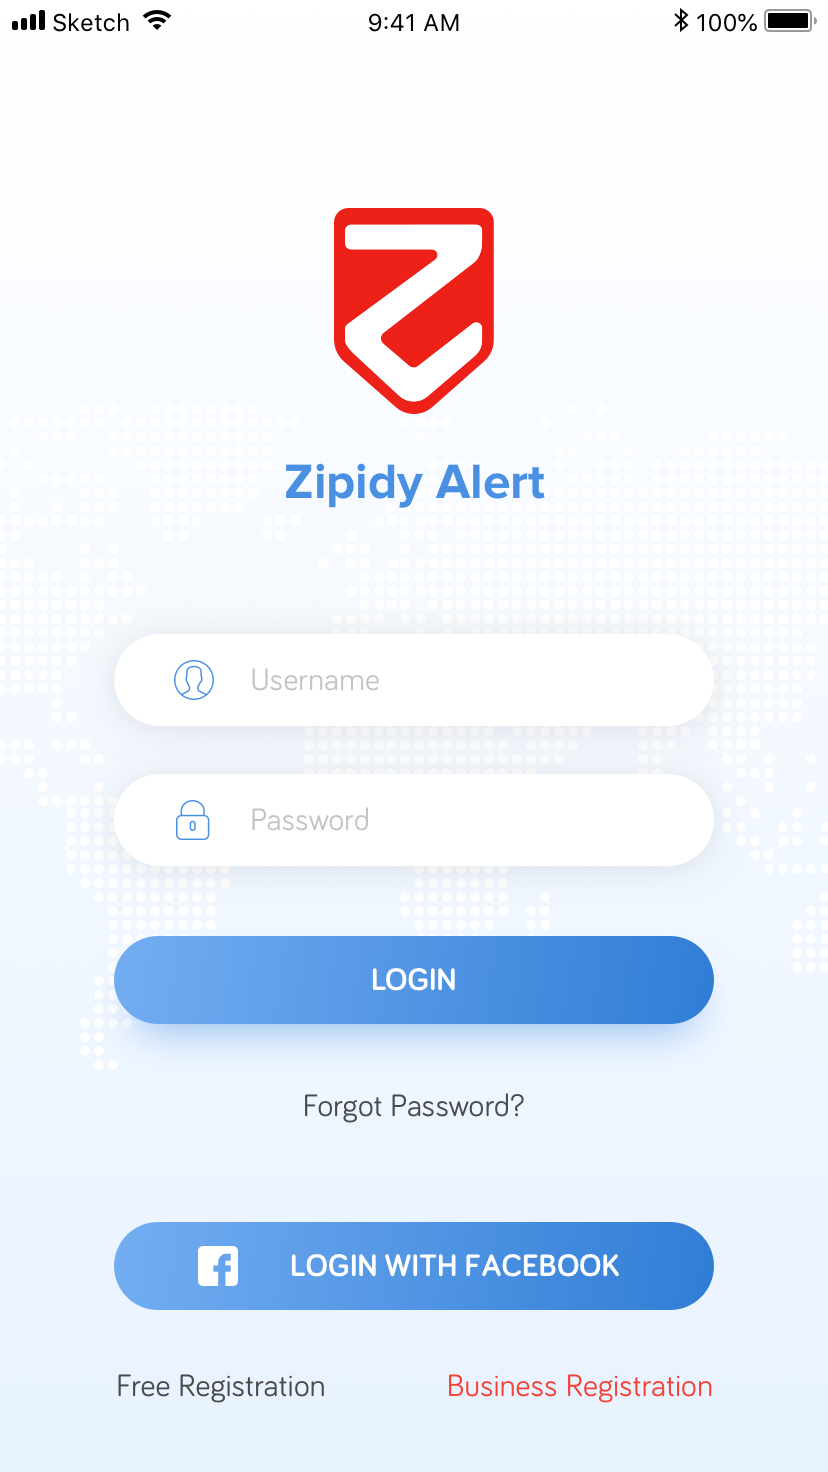 Sketch 9:41 AM 100%
Z
Zipidy Alert
Username
Password
LOGIN
Forgot Password?
LOGIN WITH FACEBOOK
Free Registration Business Registration